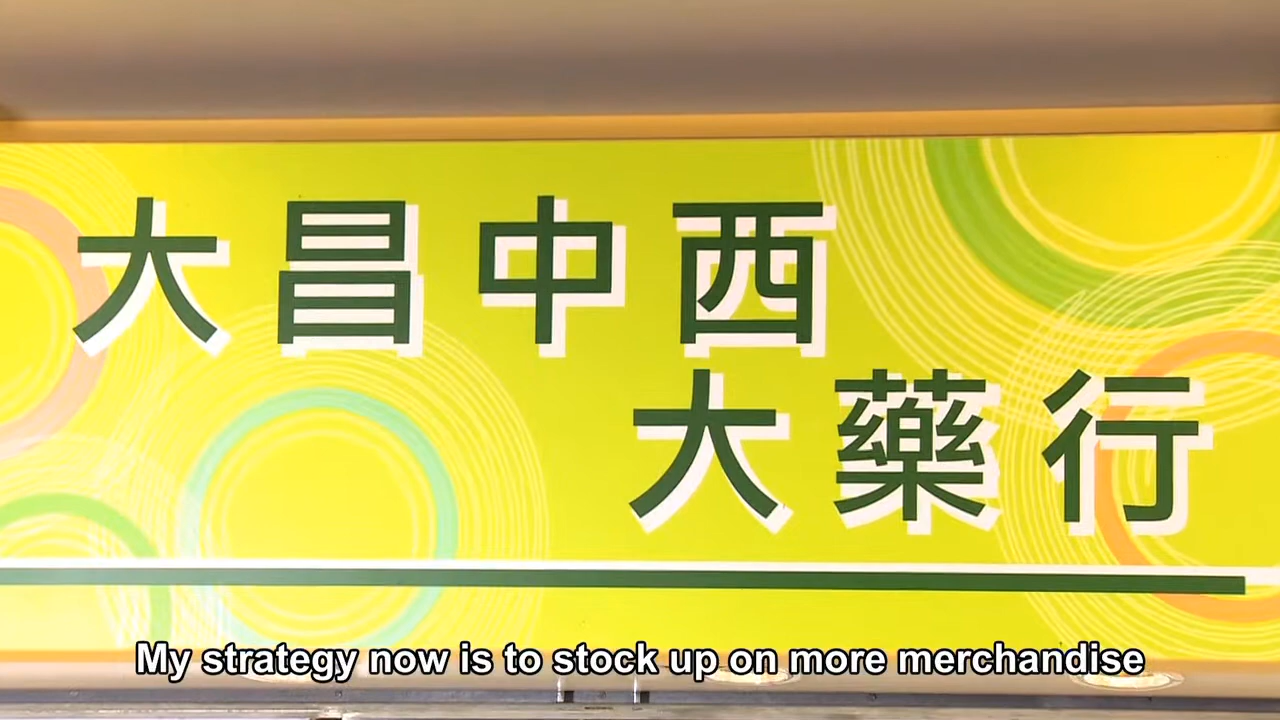 大昌中西
大藥行
My strategy now is to stock up on more merchandise